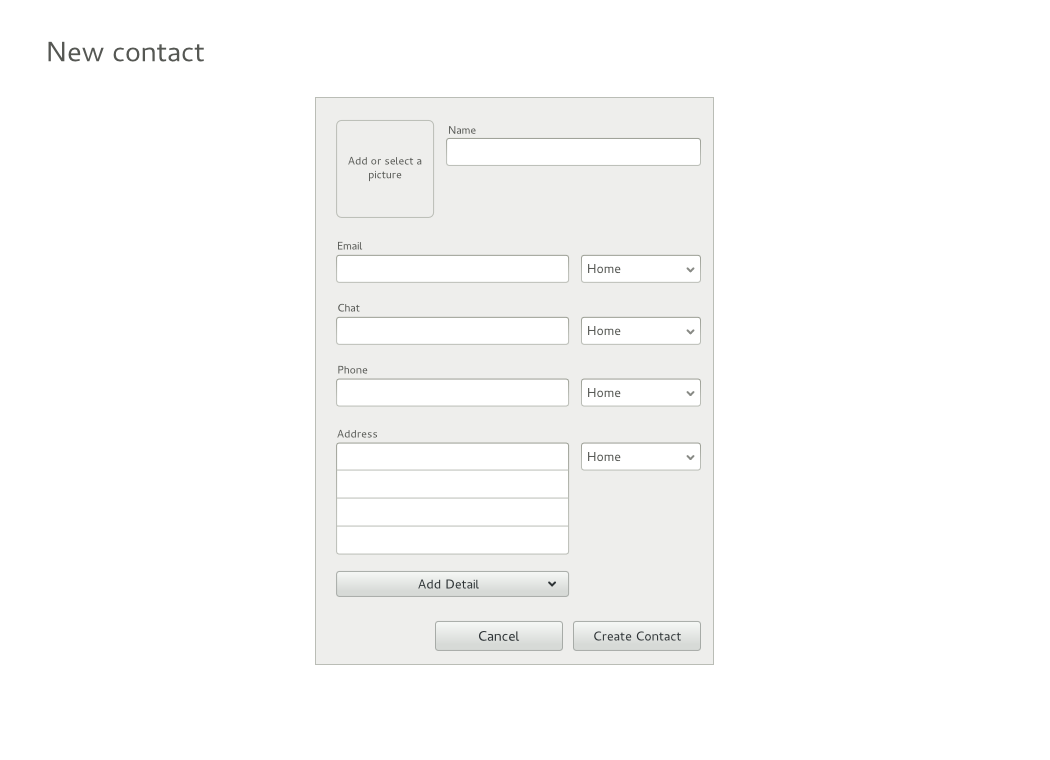 New contact
Name
Add or select a
picture
Email
Home
Chat
Home
Phone
Home
Address
Home
Add Detail
Cancel
Create Contact